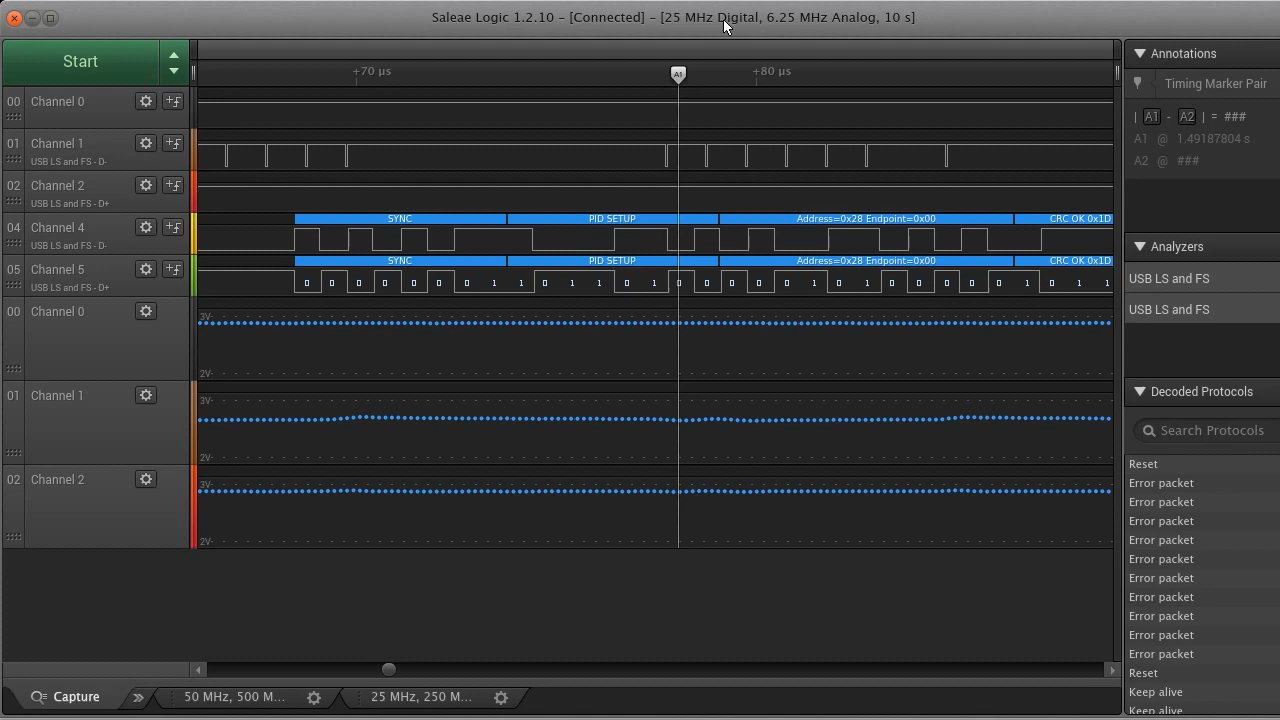 Saleae Logic 1.2.10 - [Connected] - [25 MHz Digital, 6.25 MHz Analog, 10 s]
Start
+70 µs
A1
+80 µs
00 Channel 0
01 Channel 1
USB LS and FS - D-
02 Channel 2
USB LS and FS - D+
04 Channel 4
USB LS and FS - D-
SYNC PID SETUP Address=0x28 Endpoint=0x00 CRC OK 0x1D
05 Channel 5
USB LS and FS - D+
SYNC PID SETUP Address=0x28 Endpoint=0x00 CRC OK 0x1D
0 0 0 0 0 0 0 1 1 0 1 1 0 1 0 0 0 0 0 1 0 1 0 0 0 0 0 1 0 1 1
00 Channel 0
3V
2V
01 Channel 1
3V
2V
02 Channel 2
3V
2V
Capture
50 MHz, 500 M...
25 MHz, 250 M...
Annotations
Timing Marker Pair
| A1 - A2 | = ###
A1 @ 1.49187804 s
A2 @ ###
Analyzers
USB LS and FS
USB LS and FS
Decoded Protocols
Search Protocols
Reset
Error packet
Error packet
Error packet
Error packet
Error packet
Error packet
Error packet
Error packet
Error packet
Error packet
Reset
Keep alive
Keep alive